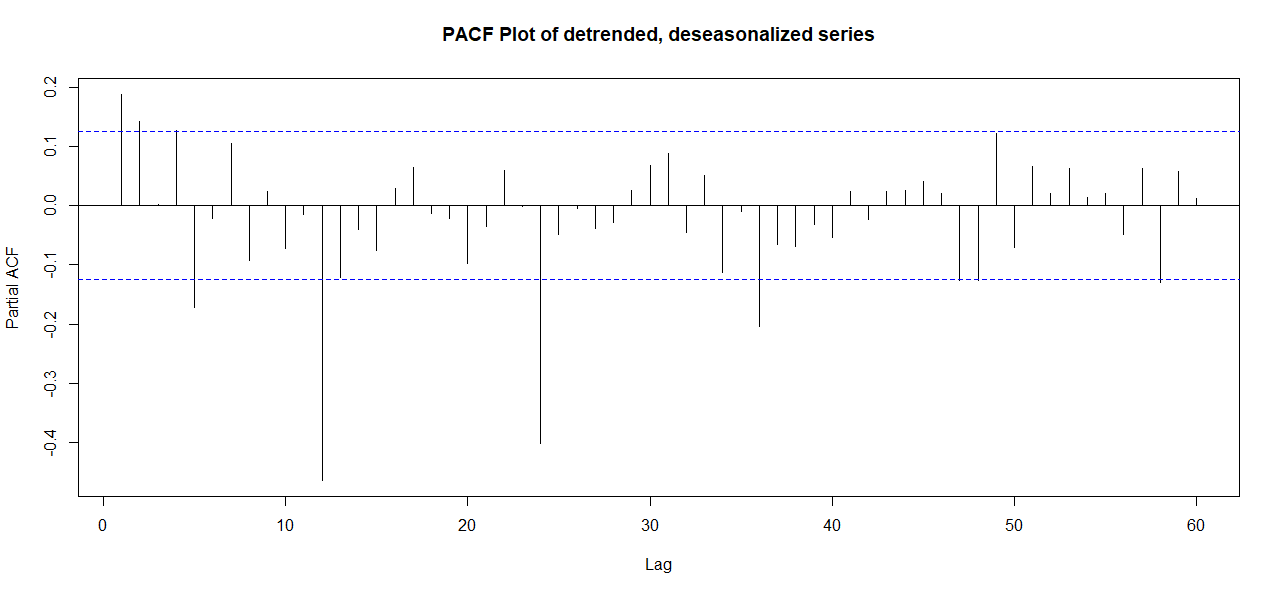 PACF Plot of detrended, deseasonalized series
Partial ACF
0.2
0.1
0.0
-0.1
-0.2
-0.3
-0.4
0 10 20 30 40 50 60
Lag